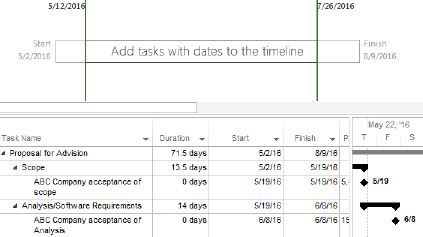 5/12/2016 7/26/2016
Start Finish
Add tasks with dates to the timeline
5/2/2016 8/9/2016
May 22, '16
Task Name Duration Start Finish T F S
Proposal for Advision 71.5 days 5/2/16 8/9/16
Scope 13.5 days 5/2/16 5/19/16
ABC Company acceptance of scope 0 days 5/19/16 5/19/16 5/19
Analysis/Software Requirements 14 days 5/19/16 6/8/16
ABC Company acceptance of Analysis 0 days 6/8/16 6/8/16 6/8